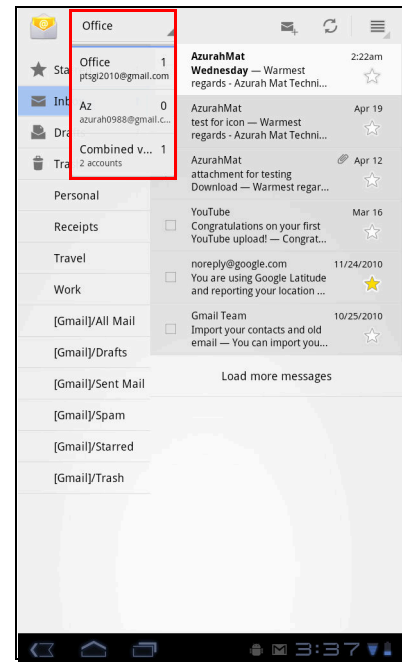 Office
Office 1
ptsgi2010@gmail.com
Az 0
azurah0988@gmail.c...
Combined v... 1
2 accounts
Sta
Inb
Dra
Tra
Personal
Receipts
Travel
Work
[Gmail]/All Mail
[Gmail]/Drafts
[Gmail]/Sent Mail
[Gmail]/Spam
[Gmail]/Starred
[Gmail]/Trash
AzurahMat 2:22am
Wednesday — Warmest
regards - Azurah Mat Techni...
AzurahMat Apr 19
test for icon — Warmest
regards - Azurah Mat Techni...
AzurahMat Apr 12
attachment for testing
Download — Warmest regar...
YouTube Mar 16
Congratulations on your first
YouTube upload! — Congrat...
noreply@google.com 11/24/2010
You are using Google Latitude
and reporting your location ...
Gmail Team 10/25/2010
Import your contacts and old
email — You can import you...
Load more messages
3:37